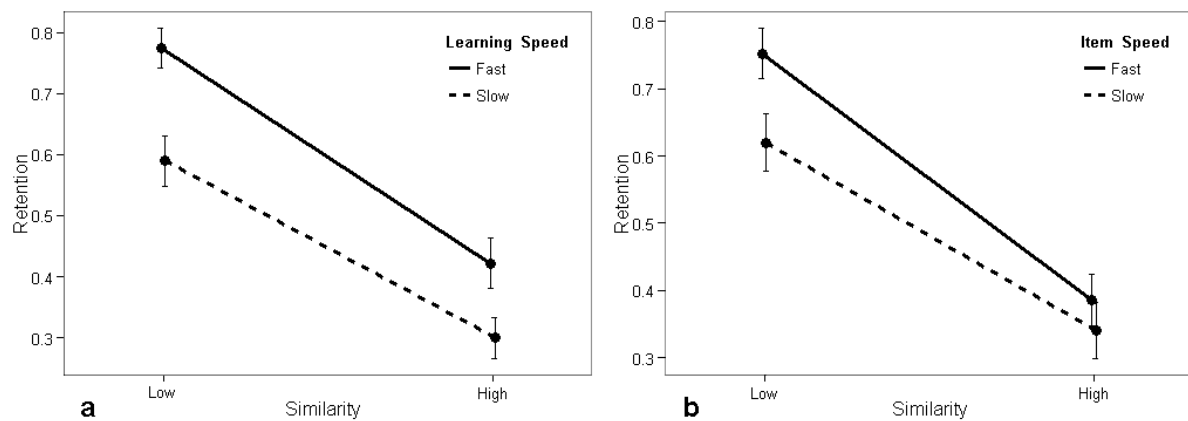 Retention
0.8
0.7
0.6
0.5
0.4
0.3
Learning Speed
Fast
Slow
Low
High
Similarity
a
Retention
0.8
0.7
0.6
0.5
0.4
0.3
Item Speed
Fast
Slow
Low
High
Similarity
b